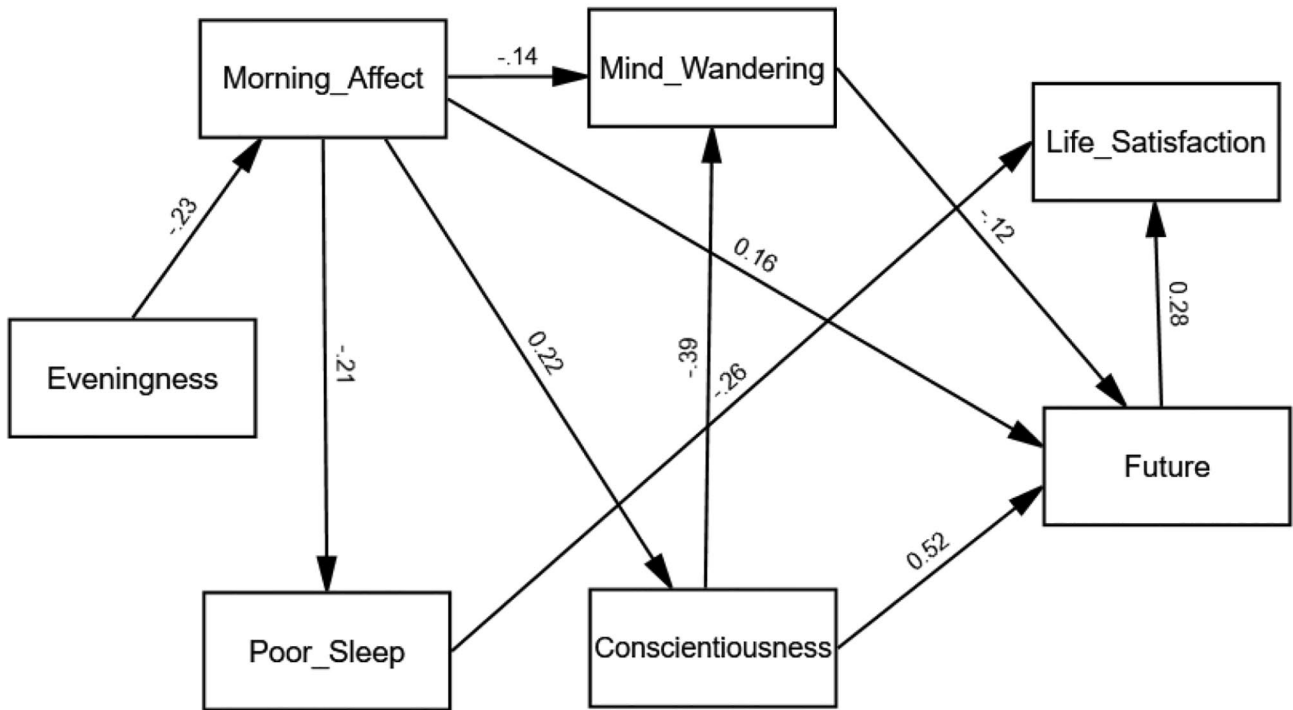 Morning_Affect
-.14
Mind_Wandering
Life_Satisfaction
-.23
-.12
0.16
Eveningness
-.21
0.22
-.39
-.26
0.28
Future
0.52
Poor_Sleep
Conscientiousness